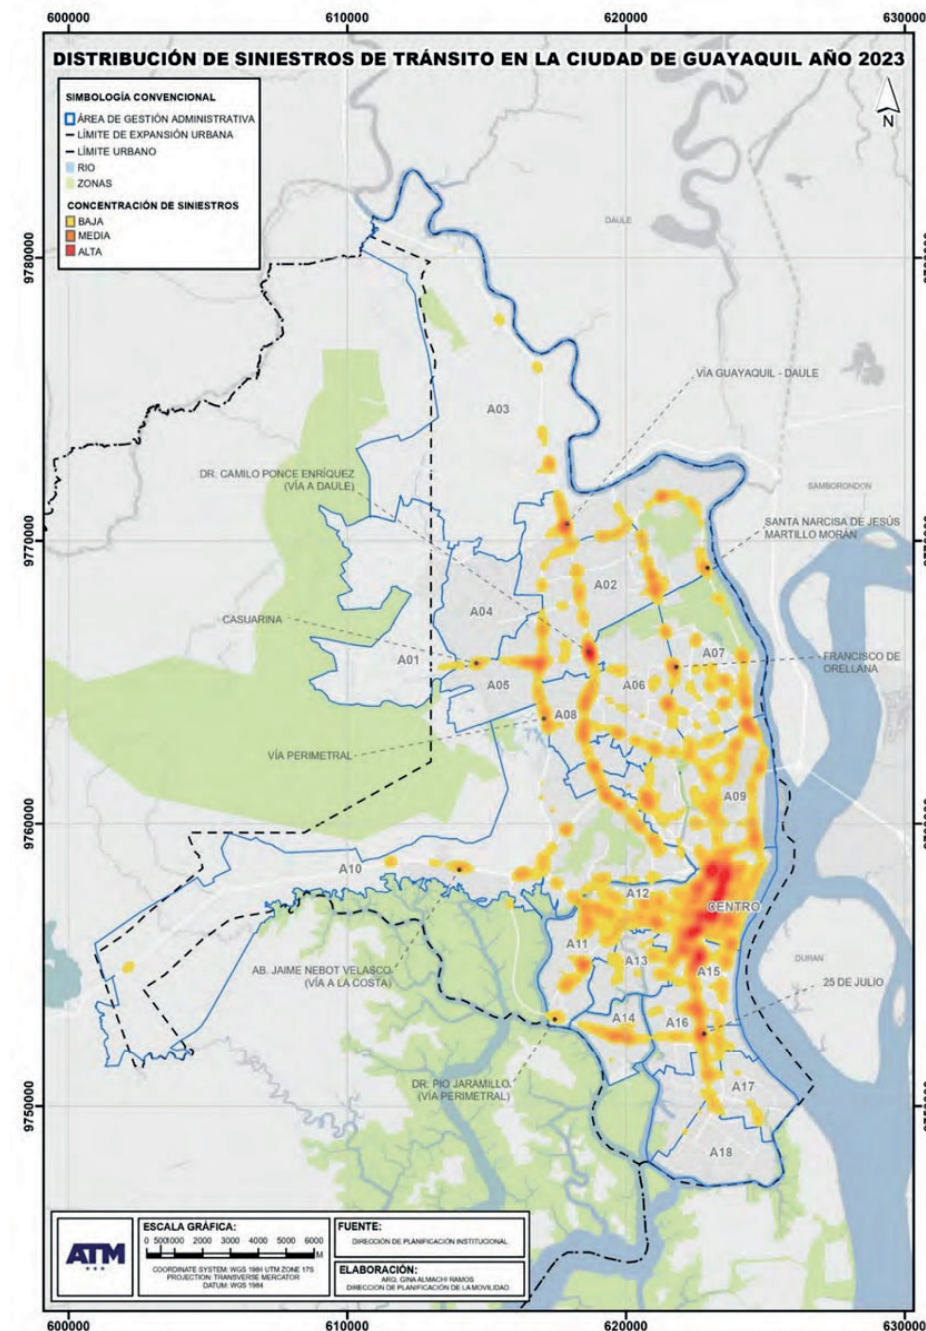 600000
610000
620000
630000
DISTRIBUCIÓN DE SINIESTROS DE TRÁNSITO EN LA CIUDAD DE GUAYAQUIL AÑO 2023
SIMBOLOGÍA CONVENCIONAL
ÁREA DE GESTIÓN ADMINISTRATIVA
LÍMITE DE EXPANSIÓN URBANA
LÍMITE URBANO
RIO
ZONAS
CONCENTRACIÓN DE SINIESTROS
BAJA
MEDIA
ALTA
N
DAULE
9780000
VÍA GUAYAQUIL - DAULE
A03
DR. CAMILO PONCE ENRÍQUEZ
(VÍA A DAULE)
SAMBORONDON
SANTA NARCISA DE JESÚS
MARTILLO MORÁN
9770000
A02
A04
CASUARINA
A01
A05
A06
A07
FRANCISCO DE
ORELLANA
A08
VÍA PERIMETRAL
A09
9760000
A10
A12
CENTRO
A11
A13
A15
AB. JAIME NEBOT VELASCO
(VÍA A LA COSTA)
DURAN
25 DE JULIO
A14
A16
DR. PIO JARAMILLO
(VÍA PERIMETRAL)
A17
9750000
A18
ATM
ESCALA GRÁFICA:
0 500 1000 2000 3000 4000 5000 6000
M
COORDINATE SYSTEM: WGS 1984 UTM ZONE 17S
PROJECTION: TRANSVERSE MERCATOR
DATUM: WGS 1984
FUENTE:
DIRECCIÓN DE PLANIFICACIÓN INSTITUCIONAL
ELABORACIÓN:
ARQ. GINA ALMACHI RAMOS
DIRECCIÓN DE PLANIFICACIÓN DE LA MOVILIDAD
600000
610000
620000
630000